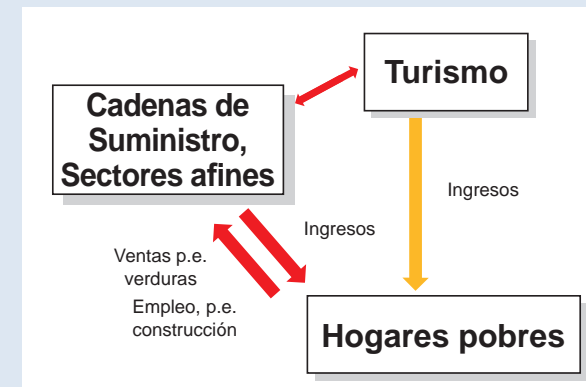 Turismo
Cadenas de
Suministro,
Sectores afines
Ingresos
Ingresos
Ventas p.e.
verduras
Empleo, p.e.
construcción
Hogares pobres